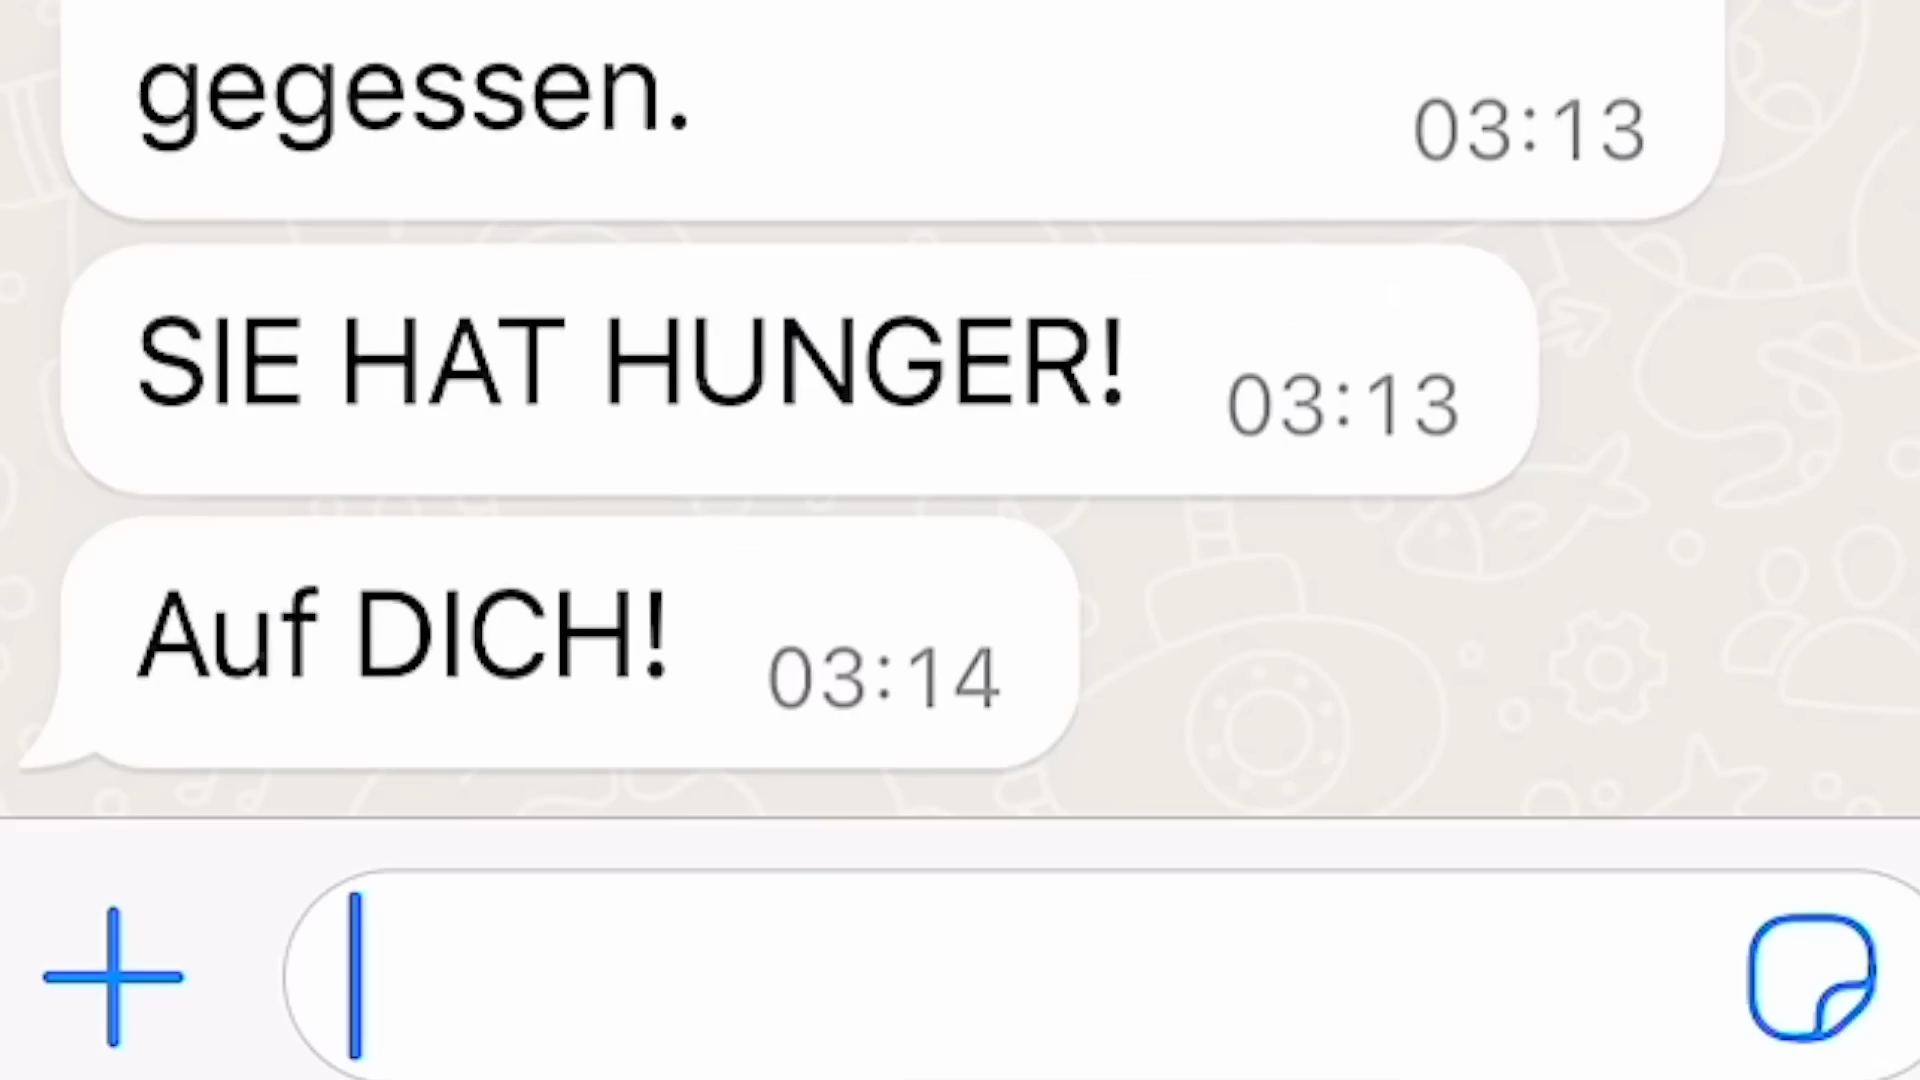 gegessen.
03:13
SIE HAT HUNGER!
03:13
Auf DICH!
03:14